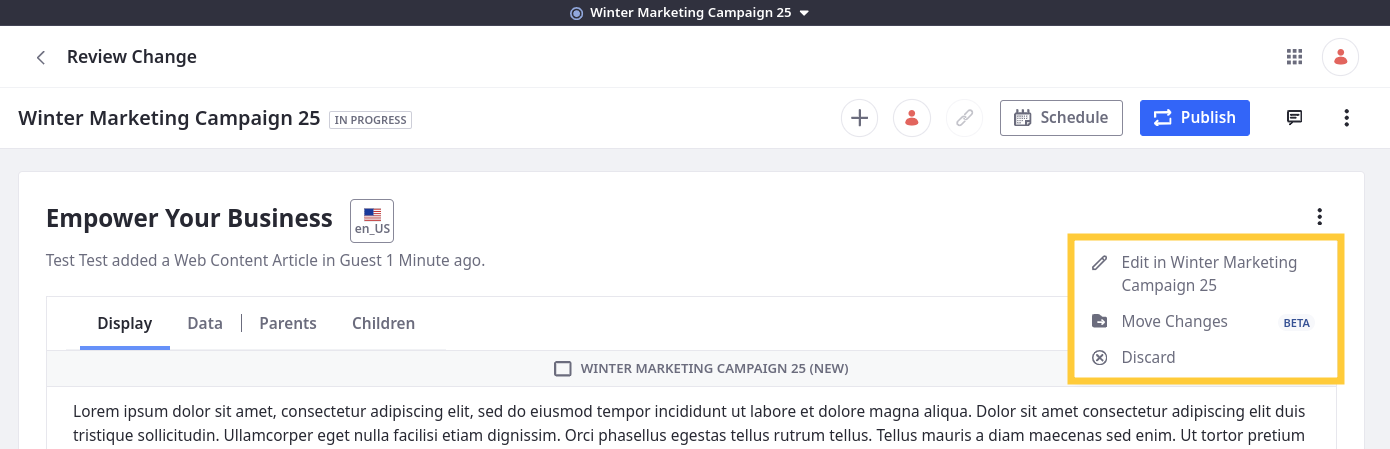 Winter Marketing Campaign 25
Review Change
Winter Marketing Campaign 25 IN PROGRESS Schedule Publish
Empower Your Business en_US
Test Test added a Web Content Article in Guest 1 Minute ago.
Edit in Winter Marketing
Campaign 25
Move Changes BETA
Discard
Display Data Parents Children
WINTER MARKETING CAMPAIGN 25 (NEW)
Lorem ipsum dolor sit amet, consectetur adipiscing elit, sed do eiusmod tempor incididunt ut labore et dolore magna aliqua. Dolor sit amet consectetur adipiscing elit duis
tristique sollicitudin. Ullamcorper eget nulla facilisi etiam dignissim. Orci phasellus egestas tellus rutrum tellus. Tellus mauris a diam maecenas sed enim. Ut tortor pretium